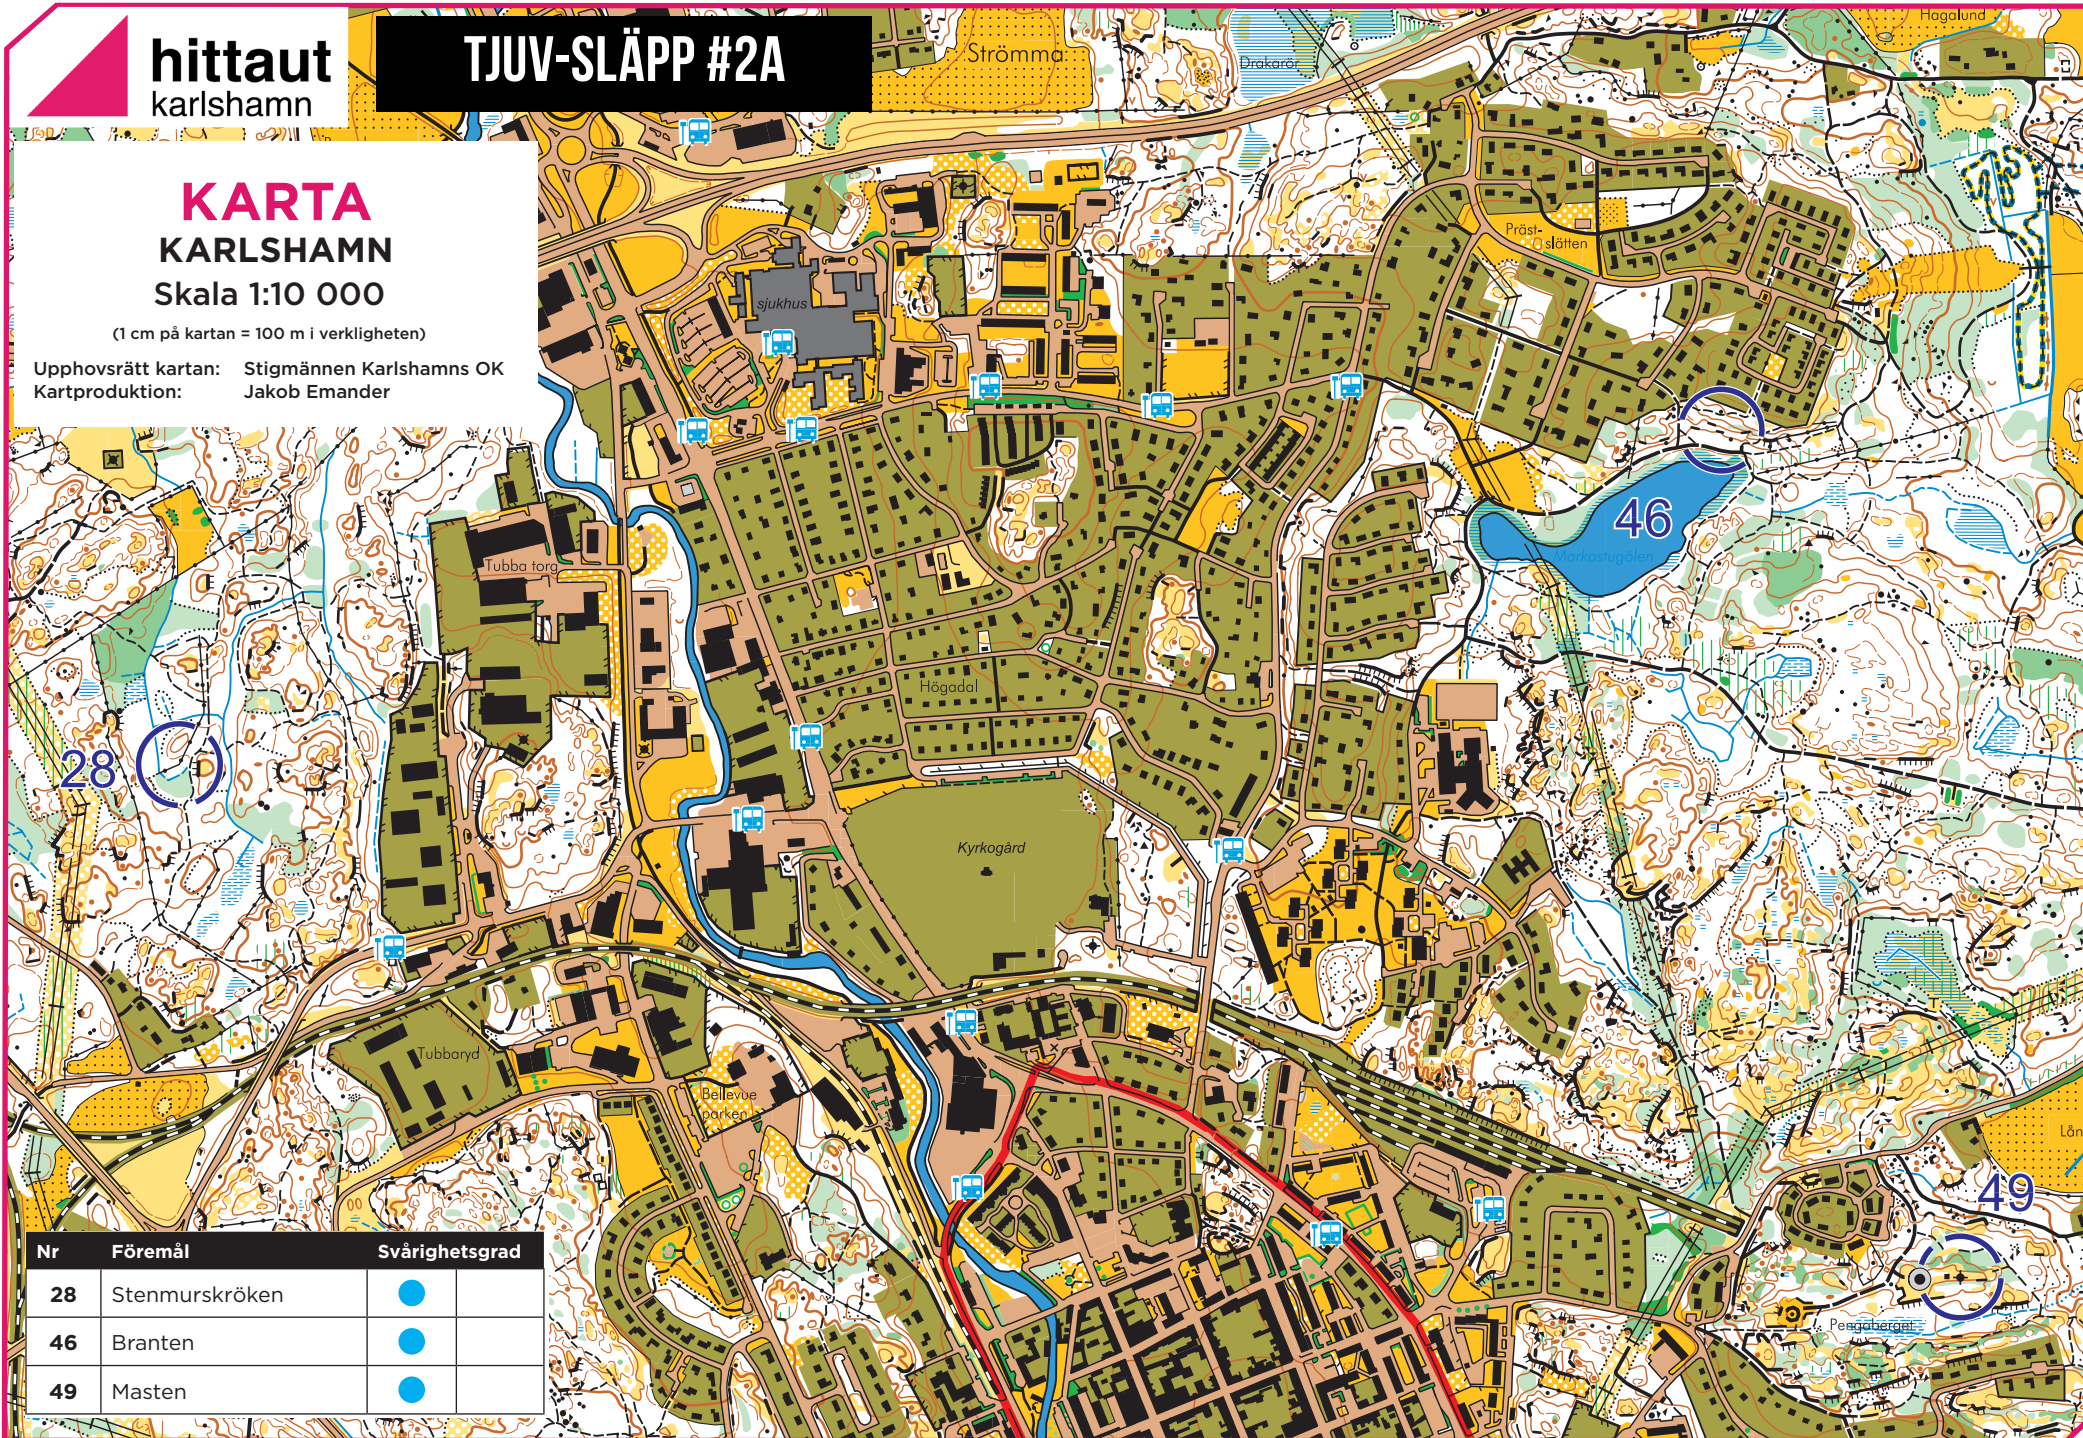 hittaut
karlshamn
TJUV-SLÄPP #2A
KARTA
KARLSHAMN
Skala 1:10 000
(1 cm på kartan = 100 m i verkligheten)
Upphovsrätt kartan: Stigmännen Karlshamns OK
Kartproduktion: Jakob Emander
Strömma
Drakarör
Hagalund
Präst-
slätten
sjukhus
46
Markastugölen
Tubba torg
Högadal
28
Kyrkogård
Tubbaryd
Bellevue
parken
Lån
49
Pengaberget
Nr Föremål Svårighetsgrad
28 Stenmurskröken
46 Branten
49 Masten